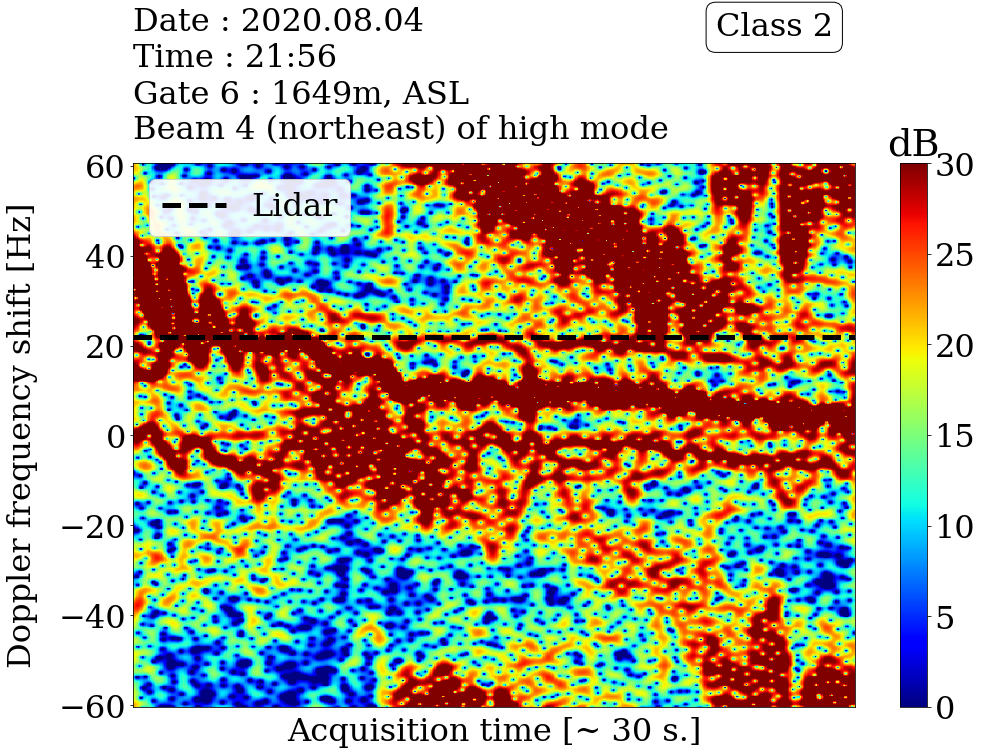 Date : 2020.08.04
Time : 21:56
Gate 6 : 1649m, ASL
Beam 4 (northeast) of high mode
Class 2
dB
60
40
20
0
−20
−40
−60
Doppler frequency shift [Hz]
Lidar
Acquisition time [~ 30 s.]
30
25
20
15
10
5
0